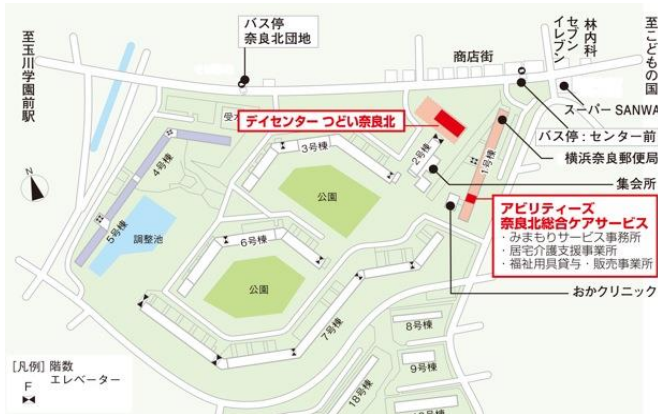 至玉川学園前駅
バス停
奈良北団地
商店街
セブン
イレブン
林内科
至こどもの国
スーパー SANWA
バス停:センター前
横浜奈良郵便局
集会所
デイセンター つどい奈良北
アビリティーズ
奈良北総合ケアサービス
・みまもりサービス事務所
・居宅介護支援事業所
・福祉用具貸与・販売事業所
おかクリニック
受水
1号棟
2号棟
3号棟
4号棟
5号棟
6号棟
7号棟
8号棟
9号棟
18号棟
公園
公園
調整池
N
[凡例] 階数
エレベーター
F